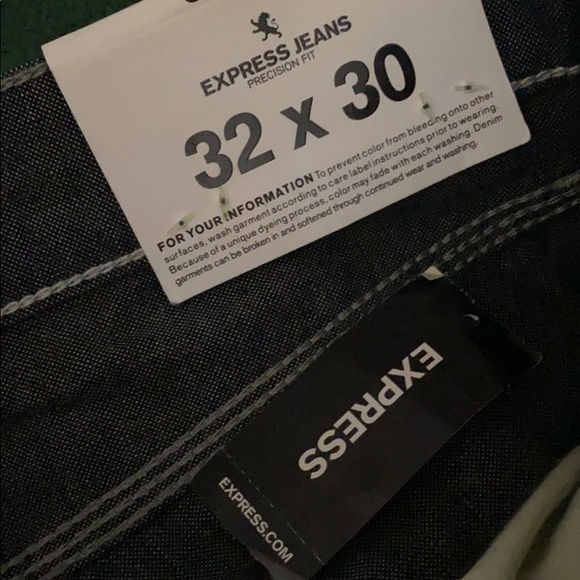 EXPRESS JEANS
PRECISION FIT
32 x 30
FOR YOUR INFORMATION To prevent color from bleeding onto other
surfaces, wash garment according to care label instructions prior to wearing.
Because of a unique dyeing process, color may fade with each washing. Denim
garments can be broken in and softened through continued wear and washing.
EXPRESS
EXPRESS.COM